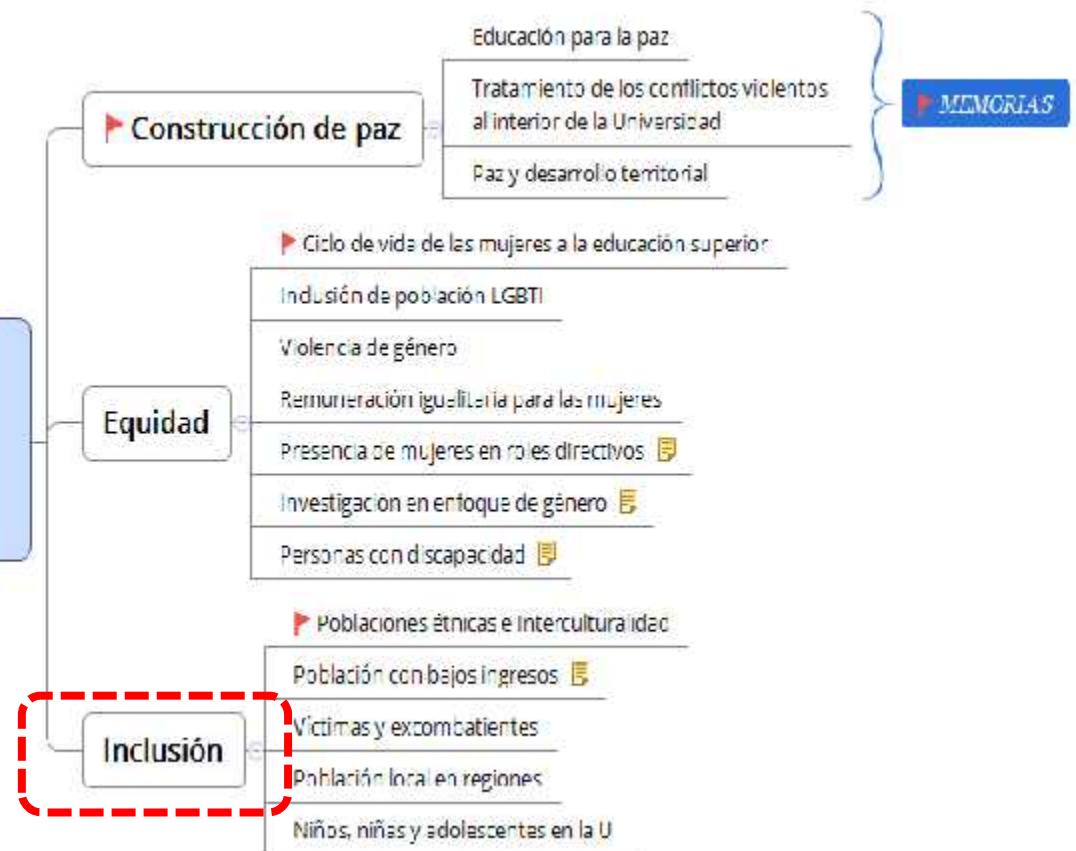 Construcción de paz
Educación para la paz
Tratamiento de los conflictos violentos
al interior de la Universidad
Paz y desarrollo territorial
MEMORIAS
Equidad
Ciclo de vida de las mujeres a la educación superior
Inclusión de población LGBTI
Violencia de género
Remuneración igualitaria para las mujeres
Presencia de mujeres en roles directivos
Investigación en enfoque de género
Personas con discapacidad
Inclusión
Poblaciones étnicas e interculturalidad
Población con bajos ingresos
Víctimas y excombatientes
Población local en regiones
Niños, niñas y adolescentes en la U